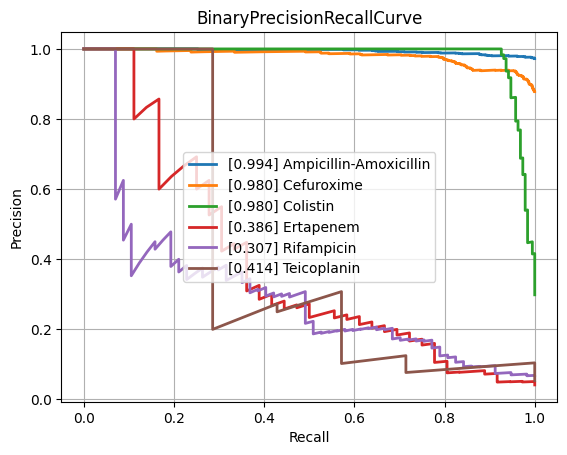 BinaryPrecisionRecallCurve
Precision
1.0
0.8
0.6
0.4
0.2
0.0
[0.994] Ampicillin-Amoxicillin
[0.980] Cefuroxime
[0.980] Colistin
[0.386] Ertapenem
[0.307] Rifampicin
[0.414] Teicoplanin
0.0 0.2 0.4 0.6 0.8 1.0
Recall